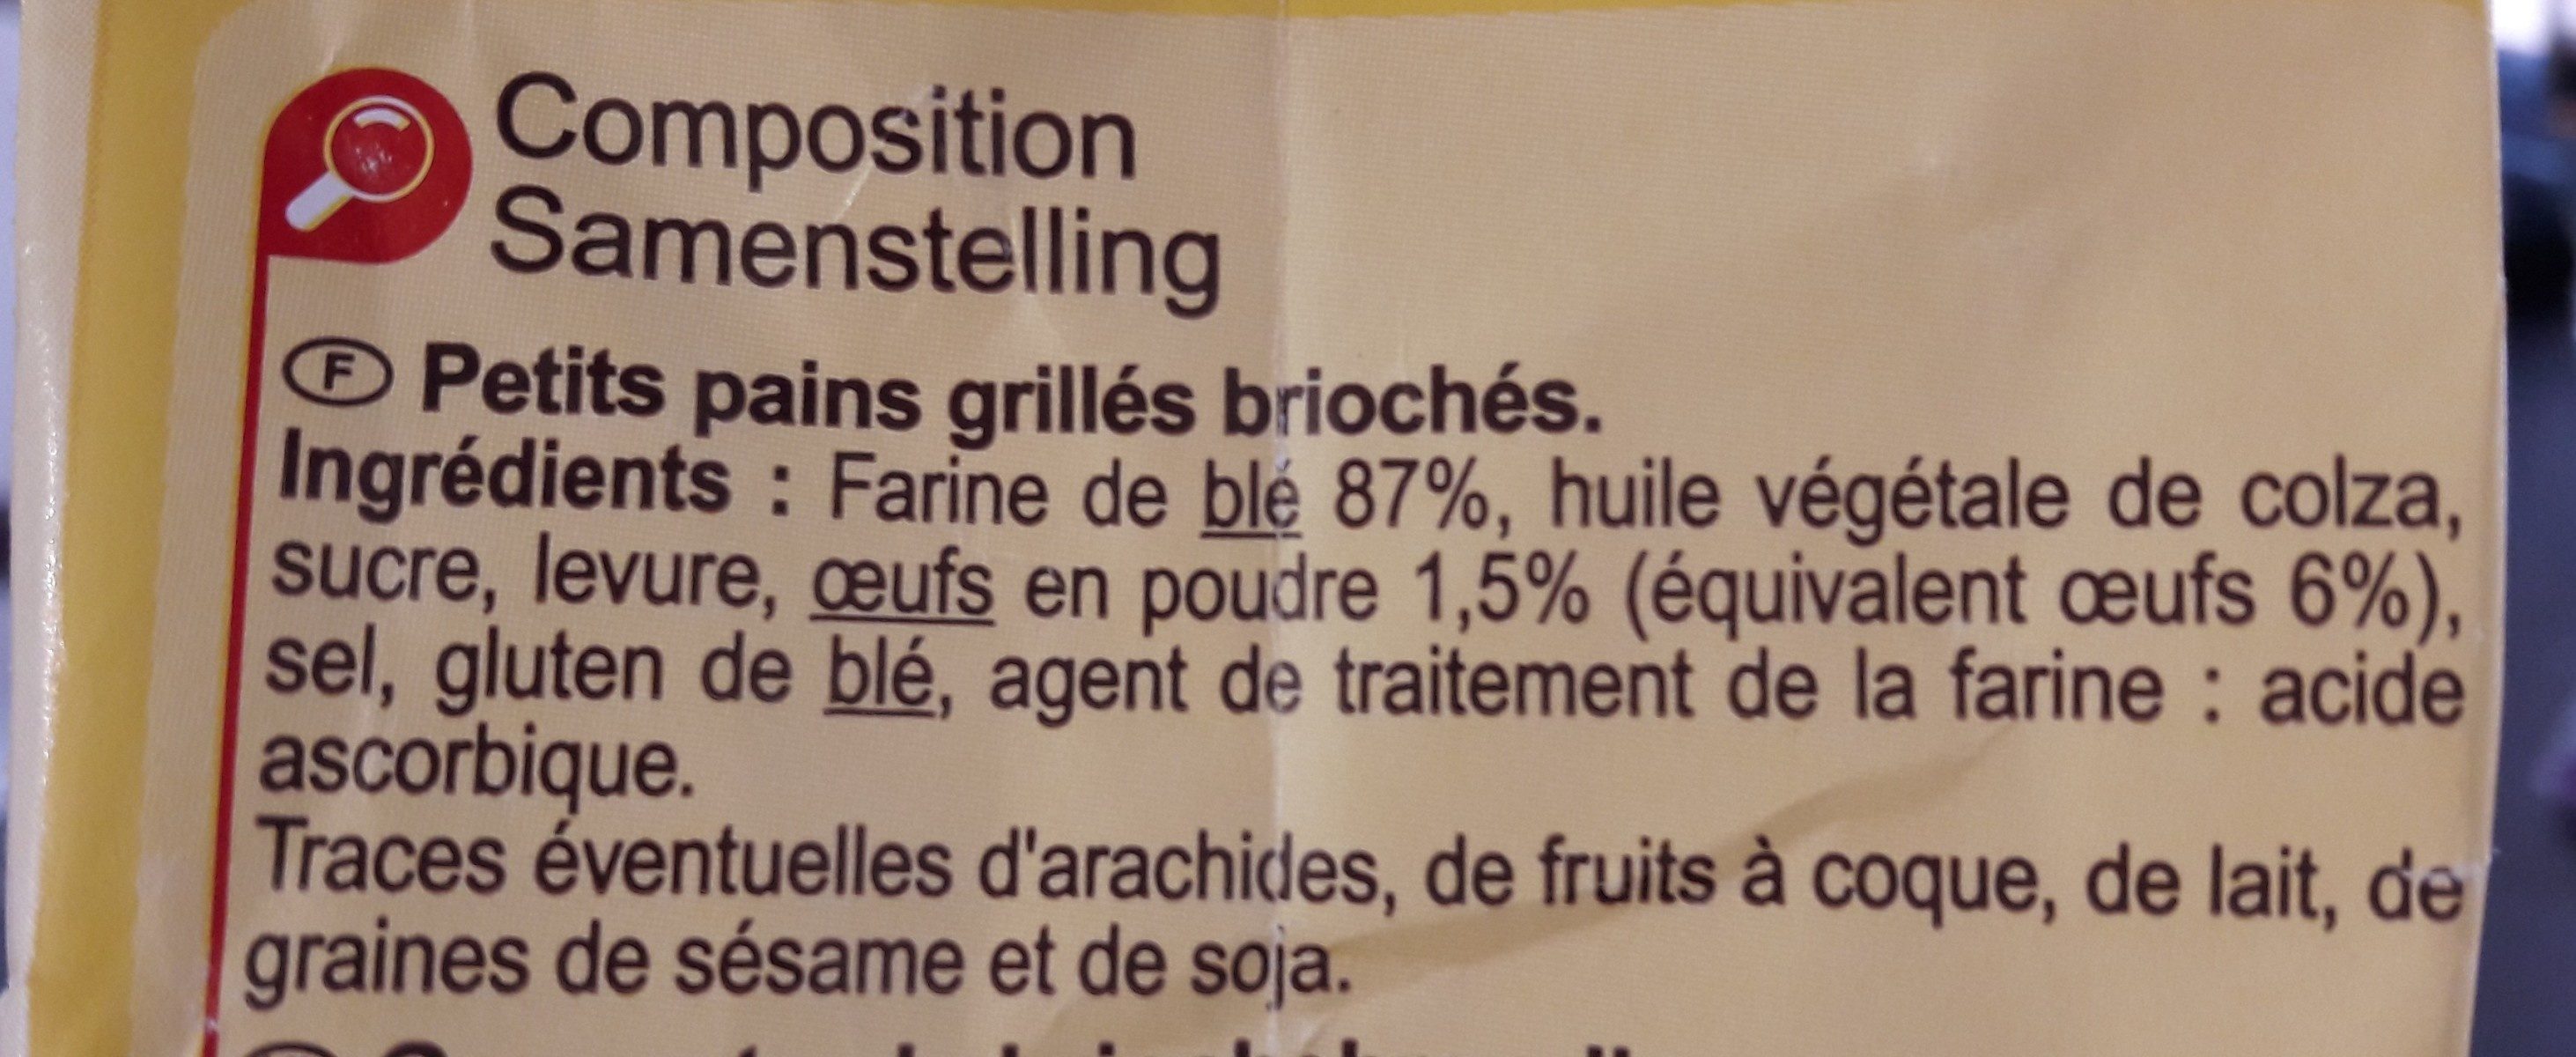 Composition
Samenstelling
F Petits pains grillés briochés.
Ingrédients : Farine de blé 87%, huile végétale de colza,
sucre, levure, œufs en poudre 1,5% (équivalent œufs 6%),
sel, gluten de blé, agent de traitement de la farine : acide
ascorbique.
Traces éventuelles d'arachides, de fruits à coque, de lait, de
graines de sésame et de soja.